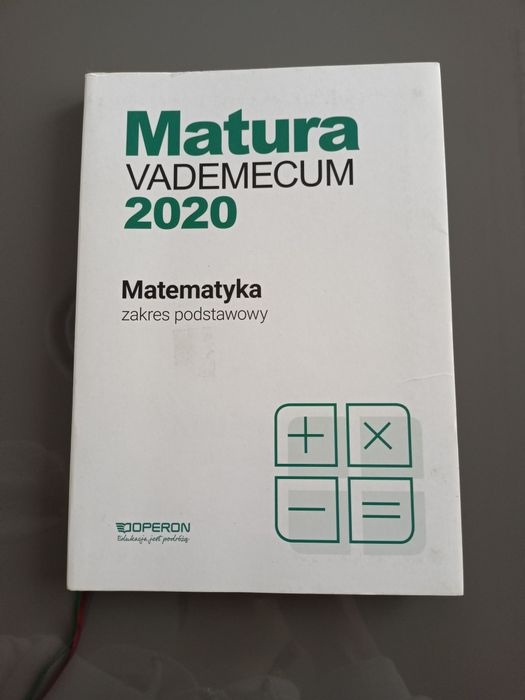 Matura
VADEMECUM
2020
Matematyka
zakres podstawowy
+ ×
− =
OPERON
Edukacja jest podróżą